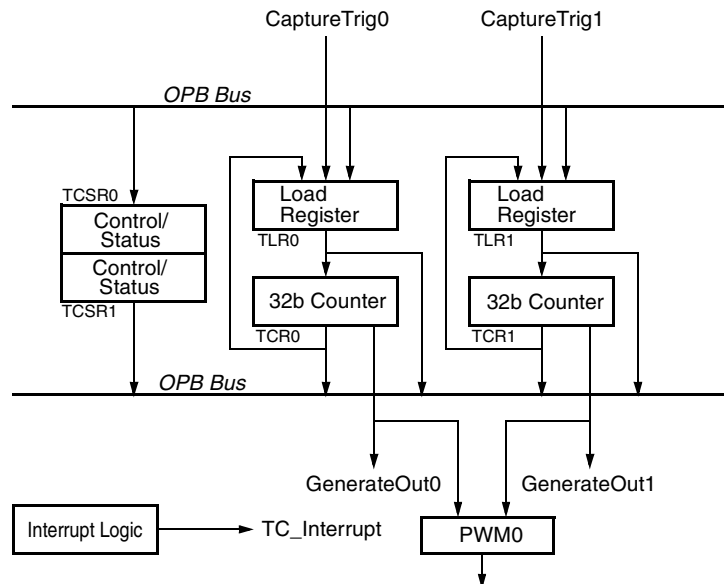 CaptureTrig0
CaptureTrig1
OPB Bus
TCSR0
Control/
Status
Control/
Status
TCSR1
Load
Register
TLR0
32b Counter
TCR0
Load
Register
TLR1
32b Counter
TCR1
OPB Bus
GenerateOut0
GenerateOut1
Interrupt Logic
TC_Interrupt
PWM0